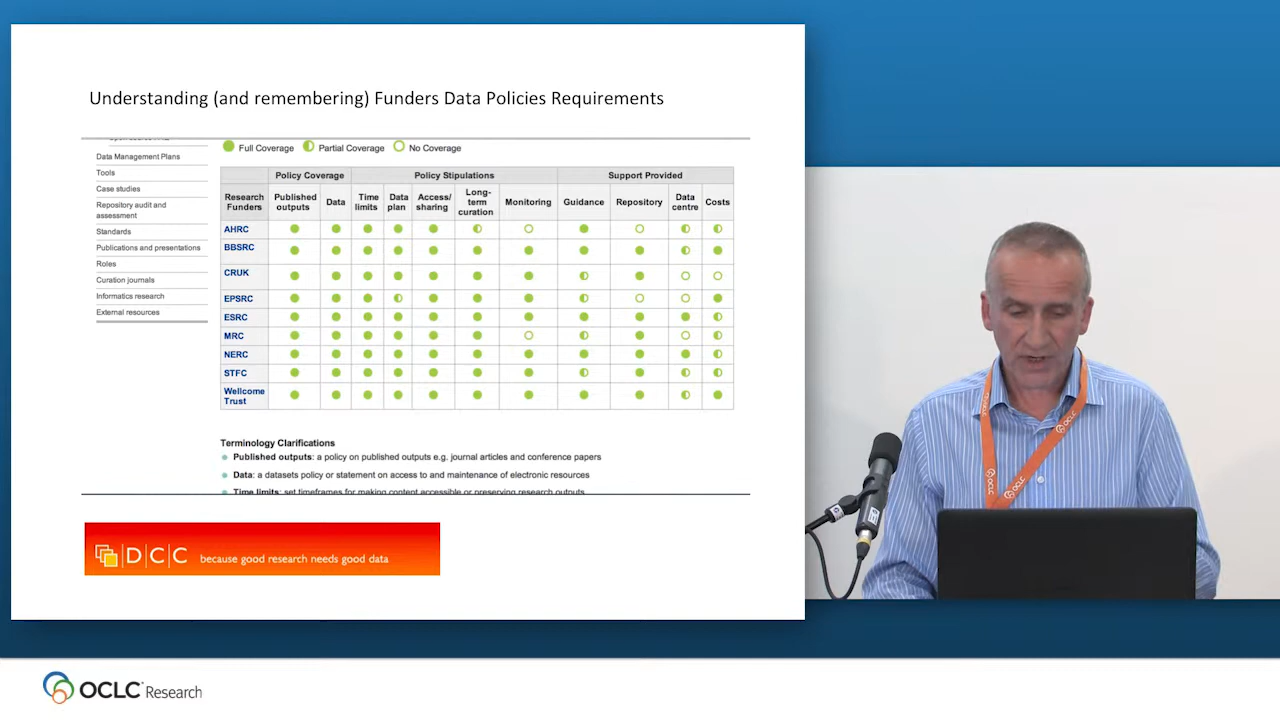 Understanding (and remembering) Funders Data Policies Requirements
Data Management Plans
Tools
Case studies
Repository audit and
assessment
Standards
Publications and presentations
Roles
Curation journals
Informatics research
External resources
Full Coverage Partial Coverage No Coverage
Policy Coverage Policy Stipulations Support Provided
Research Funders Published outputs Data Time limits Data plan Access/ sharing Long-term curation Monitoring Guidance Repository Data centre Costs
AHRC
BBSRC
CRUK
EPSRC
ESRC
MRC
NERC
STFC
Wellcome
Trust
Terminology Clarifications
Published outputs: a policy on published outputs e.g. journal articles and conference papers
Data: a datasets policy or statement on access to and maintenance of electronic resources
Time limits: set timeframes for making content accessible or preserving research outputs
D|C|C because good research needs good data
OCLC
OCLC
OCLC Research